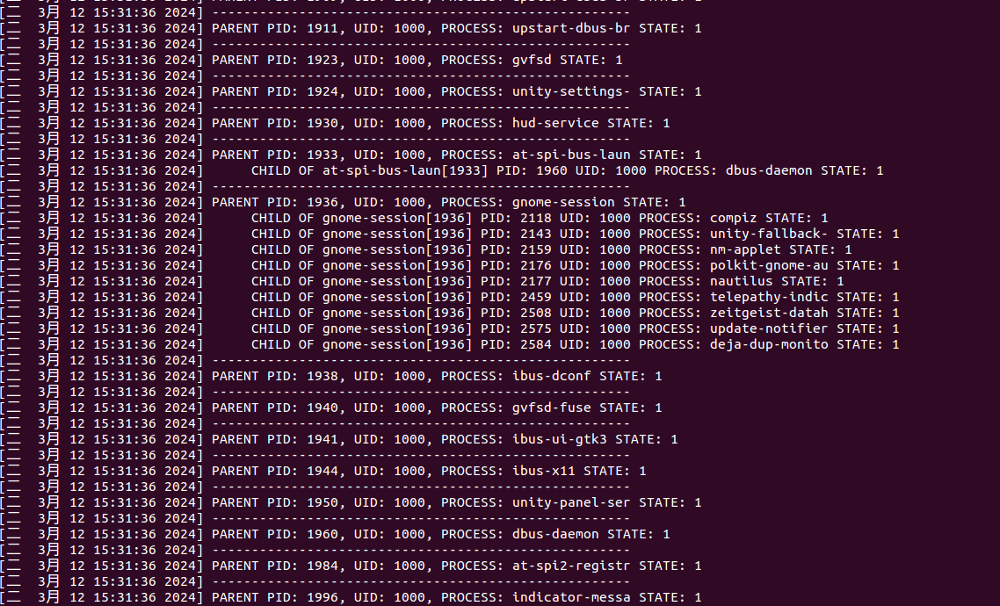 [二  3月 12 15:31:36 2024] -----------------------------------------------------
[二  3月 12 15:31:36 2024] PARENT PID: 1911, UID: 1000, PROCESS: upstart-dbus-br STATE: 1
[二  3月 12 15:31:36 2024] -----------------------------------------------------
[二  3月 12 15:31:36 2024] PARENT PID: 1923, UID: 1000, PROCESS: gvfsd STATE: 1
[二  3月 12 15:31:36 2024] -----------------------------------------------------
[二  3月 12 15:31:36 2024] PARENT PID: 1924, UID: 1000, PROCESS: unity-settings- STATE: 1
[二  3月 12 15:31:36 2024] -----------------------------------------------------
[二  3月 12 15:31:36 2024] PARENT PID: 1930, UID: 1000, PROCESS: hud-service STATE: 1
[二  3月 12 15:31:36 2024] -----------------------------------------------------
[二  3月 12 15:31:36 2024] PARENT PID: 1933, UID: 1000, PROCESS: at-spi-bus-laun STATE: 1
[二  3月 12 15:31:36 2024]      CHILD OF at-spi-bus-laun[1933] PID: 1960 UID: 1000 PROCESS: dbus-daemon STATE: 1
[二  3月 12 15:31:36 2024] -----------------------------------------------------
[二  3月 12 15:31:36 2024] PARENT PID: 1936, UID: 1000, PROCESS: gnome-session STATE: 1
[二  3月 12 15:31:36 2024]      CHILD OF gnome-session[1936] PID: 2118 UID: 1000 PROCESS: compiz STATE: 1
[二  3月 12 15:31:36 2024]      CHILD OF gnome-session[1936] PID: 2143 UID: 1000 PROCESS: unity-fallback- STATE: 1
[二  3月 12 15:31:36 2024]      CHILD OF gnome-session[1936] PID: 2159 UID: 1000 PROCESS: nm-applet STATE: 1
[二  3月 12 15:31:36 2024]      CHILD OF gnome-session[1936] PID: 2176 UID: 1000 PROCESS: polkit-gnome-au STATE: 1
[二  3月 12 15:31:36 2024]      CHILD OF gnome-session[1936] PID: 2177 UID: 1000 PROCESS: nautilus STATE: 1
[二  3月 12 15:31:36 2024]      CHILD OF gnome-session[1936] PID: 2459 UID: 1000 PROCESS: telepathy-indic STATE: 1
[二  3月 12 15:31:36 2024]      CHILD OF gnome-session[1936] PID: 2508 UID: 1000 PROCESS: zeitgeist-datah STATE: 1
[二  3月 12 15:31:36 2024]      CHILD OF gnome-session[1936] PID: 2575 UID: 1000 PROCESS: update-notifier STATE: 1
[二  3月 12 15:31:36 2024]      CHILD OF gnome-session[1936] PID: 2584 UID: 1000 PROCESS: deja-dup-monito STATE: 1
[二  3月 12 15:31:36 2024] -----------------------------------------------------
[二  3月 12 15:31:36 2024] PARENT PID: 1938, UID: 1000, PROCESS: ibus-dconf STATE: 1
[二  3月 12 15:31:36 2024] -----------------------------------------------------
[二  3月 12 15:31:36 2024] PARENT PID: 1940, UID: 1000, PROCESS: gvfsd-fuse STATE: 1
[二  3月 12 15:31:36 2024] -----------------------------------------------------
[二  3月 12 15:31:36 2024] PARENT PID: 1941, UID: 1000, PROCESS: ibus-ui-gtk3 STATE: 1
[二  3月 12 15:31:36 2024] -----------------------------------------------------
[二  3月 12 15:31:36 2024] PARENT PID: 1944, UID: 1000, PROCESS: ibus-x11 STATE: 1
[二  3月 12 15:31:36 2024] -----------------------------------------------------
[二  3月 12 15:31:36 2024] PARENT PID: 1950, UID: 1000, PROCESS: unity-panel-ser STATE: 1
[二  3月 12 15:31:36 2024] -----------------------------------------------------
[二  3月 12 15:31:36 2024] PARENT PID: 1960, UID: 1000, PROCESS: dbus-daemon STATE: 1
[二  3月 12 15:31:36 2024] -----------------------------------------------------
[二  3月 12 15:31:36 2024] PARENT PID: 1984, UID: 1000, PROCESS: at-spi2-registr STATE: 1
[二  3月 12 15:31:36 2024] -----------------------------------------------------
[二  3月 12 15:31:36 2024] PARENT PID: 1996, UID: 1000, PROCESS: indicator-messa STATE: 1